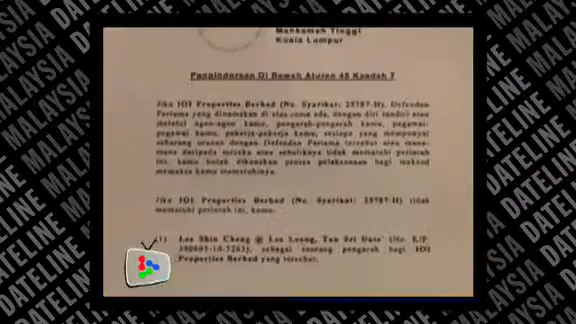 Mahkamah Tinggi
Kuala Lumpur
Pengindorsan Di Bawah Aturan 45 Kaedah 7
Jika IOI Properties Berhad (No. Syarikat: 25787-H), Defendan
Pertama yang dinamakan di atas sama ada, dengan diri sendiri atau
melalui agen-agen kamu, pengarah-pengarah kamu, pegawai-
pegawai kamu, pekerja-pekerja kamu, sesiapa yang mempunyai
sebarang urusan dengan Defendan Pertama tersebut atau mana-
mana daripada mereka atau sebaliknya tidak mematuhi perintah
ini, kamu boleh dikenakan proses pelaksanaan bagi maksud
memaksa kamu mematuhinya.
Jika IOI Properties Berhad (No. Syarikat: 25787-H) tidak
mematuhi perintah ini, kamu:
(1) Lee Shin Cheng @ Lee Leong, Tan Sri Dato' (No. K/P:
sebagai seorang pengarah bagi IOI
Properties Berhad yang tersebut;
DATELINE MALAYSIA